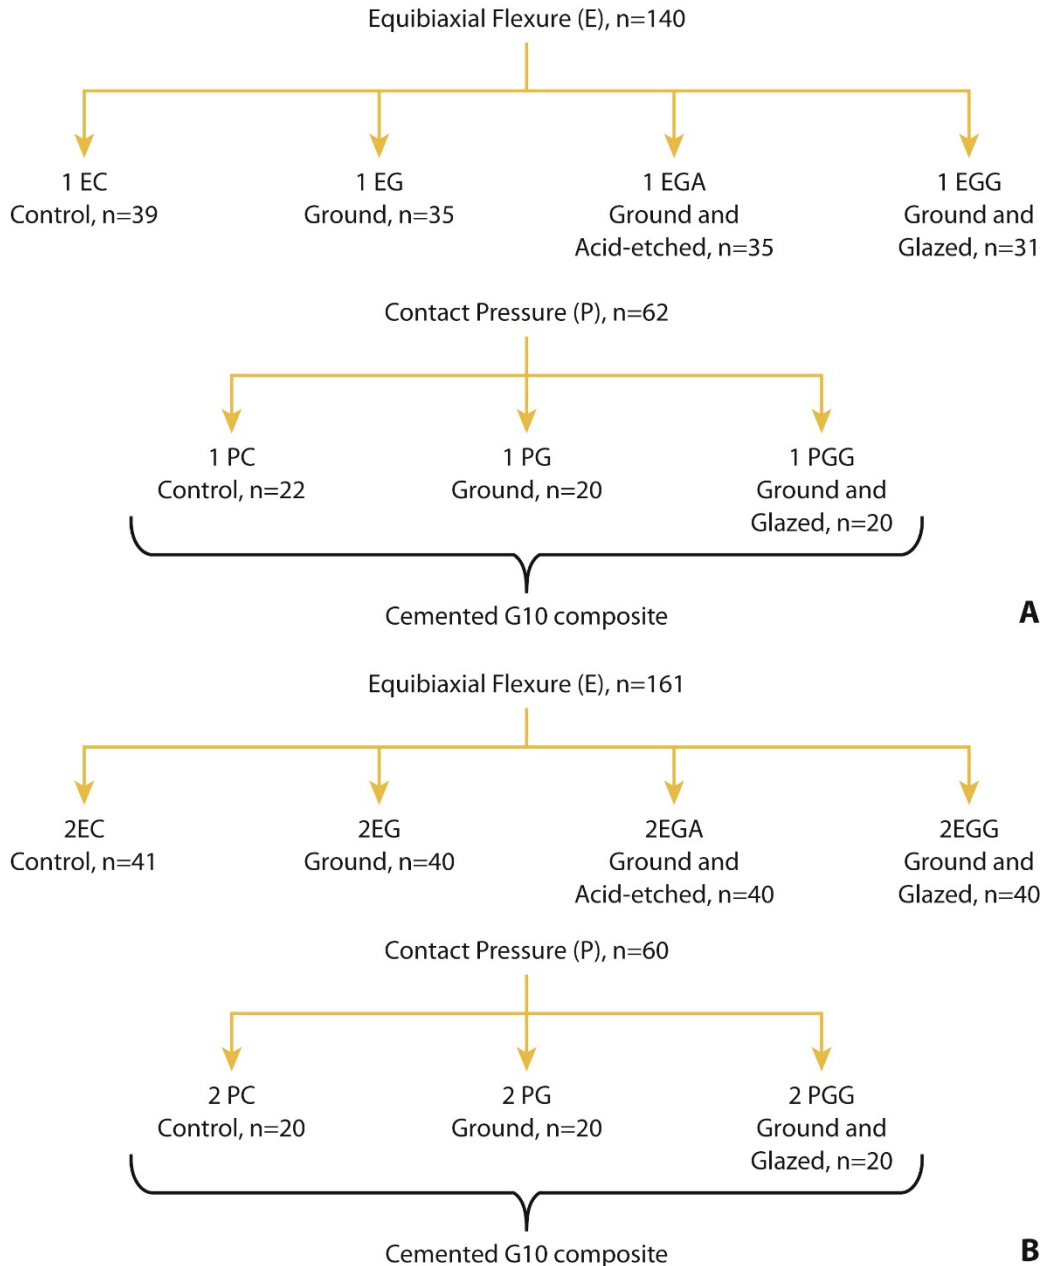 Equibiaxial Flexure (E), n=140
1 EC
Control, n=39
1 EG
Ground, n=35
1 EGA
Ground and
Acid-etched, n=35
1 EGG
Ground and
Glazed, n=31
Contact Pressure (P), n=62
1 PC
Control, n=22
1 PG
Ground, n=20
1 PGG
Ground and
Glazed, n=20
Cemented G10 composite
A
Equibiaxial Flexure (E), n=161
2EC
Control, n=41
2EG
Ground, n=40
2EGA
Ground and
Acid-etched, n=40
2EGG
Ground and
Glazed, n=40
Contact Pressure (P), n=60
2 PC
Control, n=20
2 PG
Ground, n=20
2 PGG
Ground and
Glazed, n=20
Cemented G10 composite
B